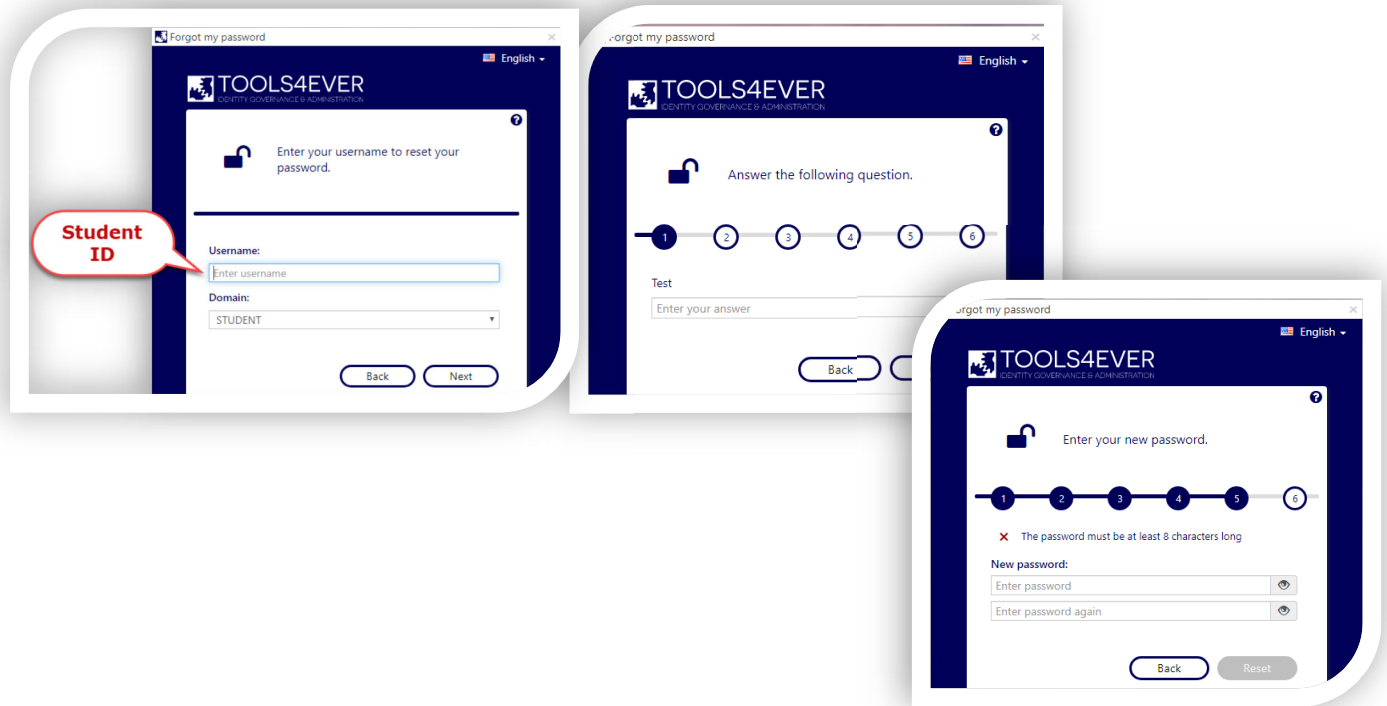 Forgot my password
English
TOOLS4EVER
IDENTITY GOVERNANCE & ADMINISTRATION
Enter your username to reset your
password.
Student
ID
Username:
Enter username
Domain:
STUDENT
Back Next
Forgot my password
English
TOOLS4EVER
IDENTITY GOVERNANCE & ADMINISTRATION
Answer the following question.
1 2 3 4 5 6
Test
Enter your answer
Back
Forgot my password
English
TOOLS4EVER
IDENTITY GOVERNANCE & ADMINISTRATION
Enter your new password.
1 2 3 4 5 6
The password must be at least 8 characters long
New password:
Enter password
Enter password again
Back Reset